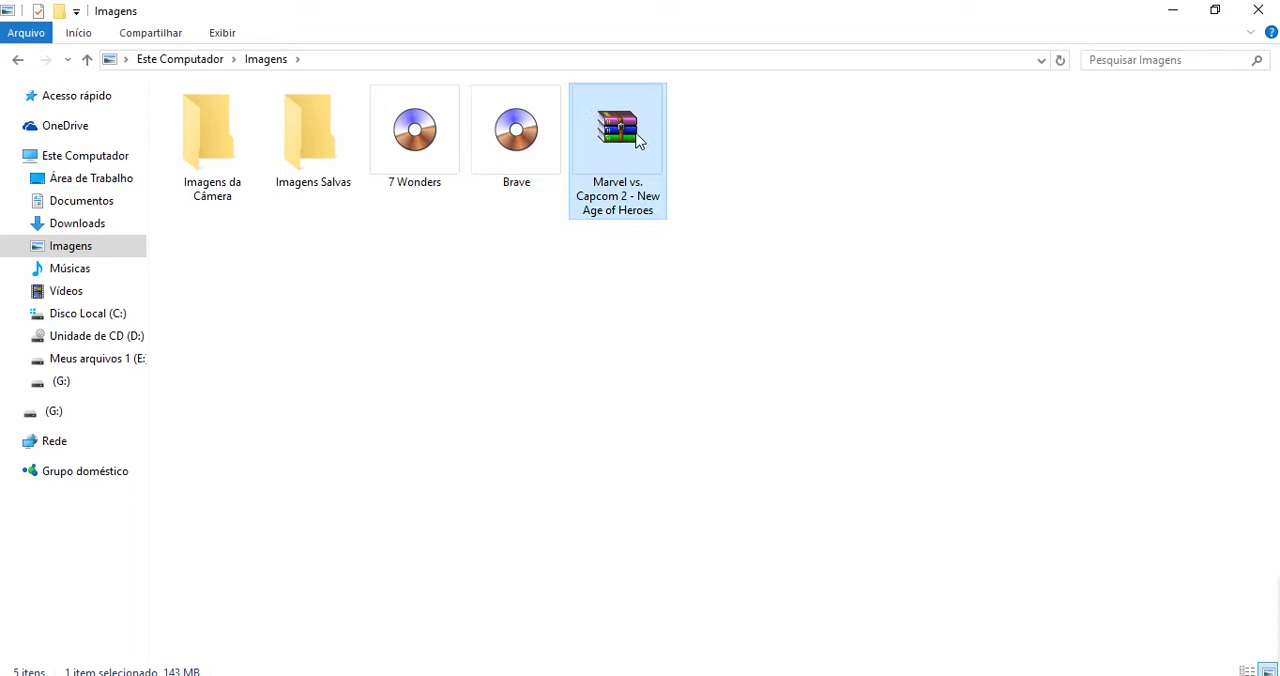 Imagens
Arquivo Início Compartilhar Exibir
Este Computador Imagens Pesquisar Imagens
Acesso rápido
OneDrive
Este Computador
Área de Trabalho
Documentos
Downloads
Imagens
Músicas
Vídeos
Disco Local (C:)
Unidade de CD (D:)
Meus arquivos 1 (E:
(G:)
(G:)
Rede
Grupo doméstico
Imagens da
Câmera
Imagens Salvas
7 Wonders
Brave
Marvel vs.
Capcom 2 - New
Age of Heroes
5 itens 1 item selecionado 143 MB